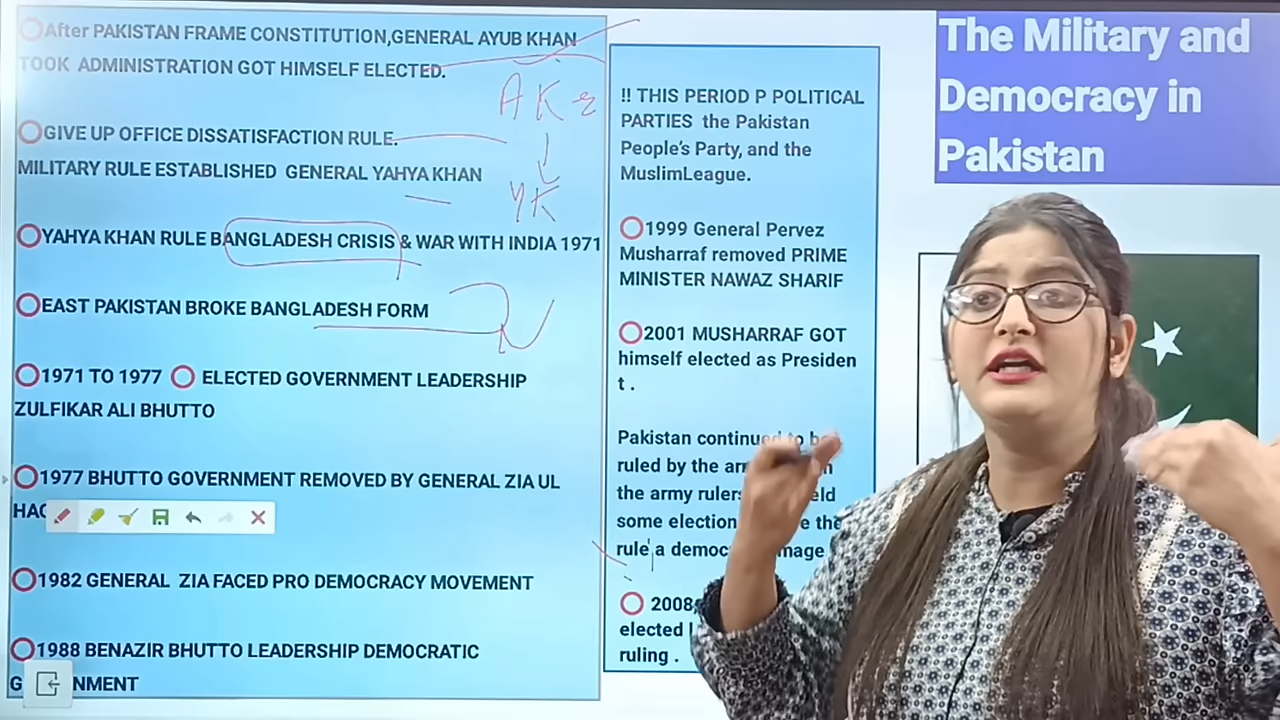 After PAKISTAN FRAME CONSTITUTION,GENERAL AYUB KHAN
TOOK ADMINISTRATION GOT HIMSELF ELECTED.
GIVE UP OFFICE DISSATISFACTION RULE.
MILITARY RULE ESTABLISHED GENERAL YAHYA KHAN
YAHYA KHAN RULE BANGLADESH CRISIS & WAR WITH INDIA 1971
EAST PAKISTAN BROKE BANGLADESH FORM
1971 TO 1977 ELECTED GOVERNMENT LEADERSHIP
ZULFIKAR ALI BHUTTO
1977 BHUTTO GOVERNMENT REMOVED BY GENERAL ZIA UL
1982 GENERAL ZIA FACED PRO DEMOCRACY MOVEMENT
1988 BENAZIR BHUTTO LEADERSHIP DEMOCRATIC
AK
YK
!! THIS PERIOD P POLITICAL
PARTIES the Pakistan
People's Party, and the
MuslimLeague.
1999 General Pervez
Musharraf removed PRIME
MINISTER NAWAZ SHARIF
2001 MUSHARRAF GOT
himself elected as Presiden
t .
Pakistan continued to
ruled by the
the army
some election the
rule a
2008
elected
ruling .
The Military and
Democracy in
Pakistan